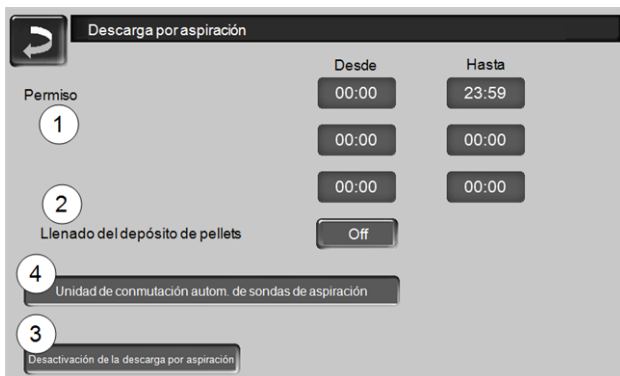 Descarga por aspiración
Desde Hasta
Permiso 00:00 23:59
1
00:00 00:00
00:00 00:00
2
Llenado del depósito de pellets Off
4
Unidad de conmutación autom. de sondas de aspiración
3
Desactivación de la descarga por aspiración